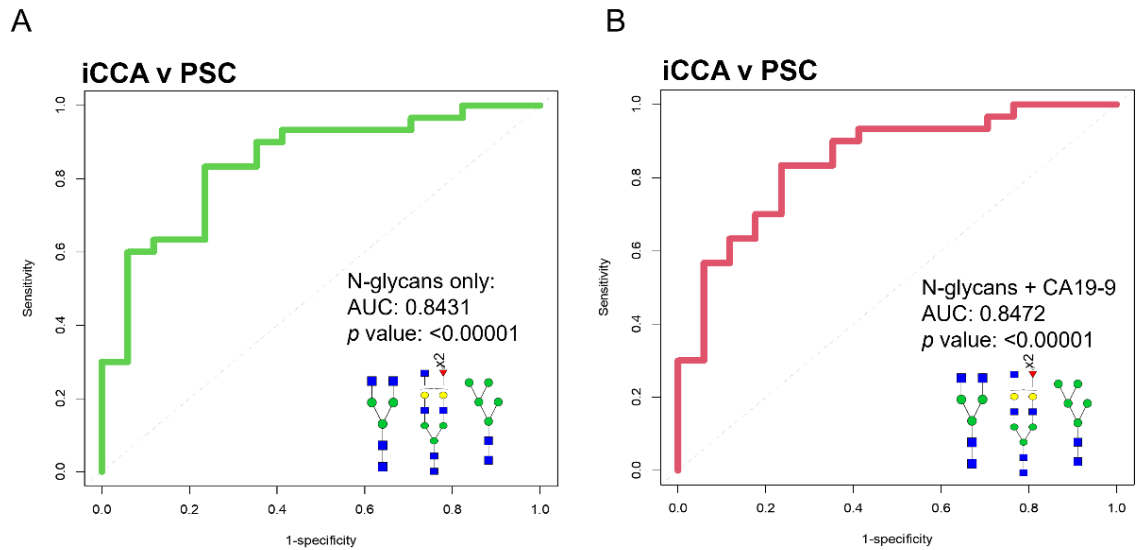 A
B
iCCA v PSC
iCCA v PSC
1.0
0.8
0.6
0.4
0.2
0.0
Sensitivity
N-glycans only:
AUC: 0.8431
p value: <0.00001
x2
0.0
0.2
0.4
0.6
0.8
1.0
1-specificity
1.0
0.8
0.6
0.4
0.2
0.0
Sensitivity
N-glycans + CA19-9
AUC: 0.8472
p value: <0.00001
x2
0.0
0.2
0.4
0.6
0.8
1.0
1-specificity